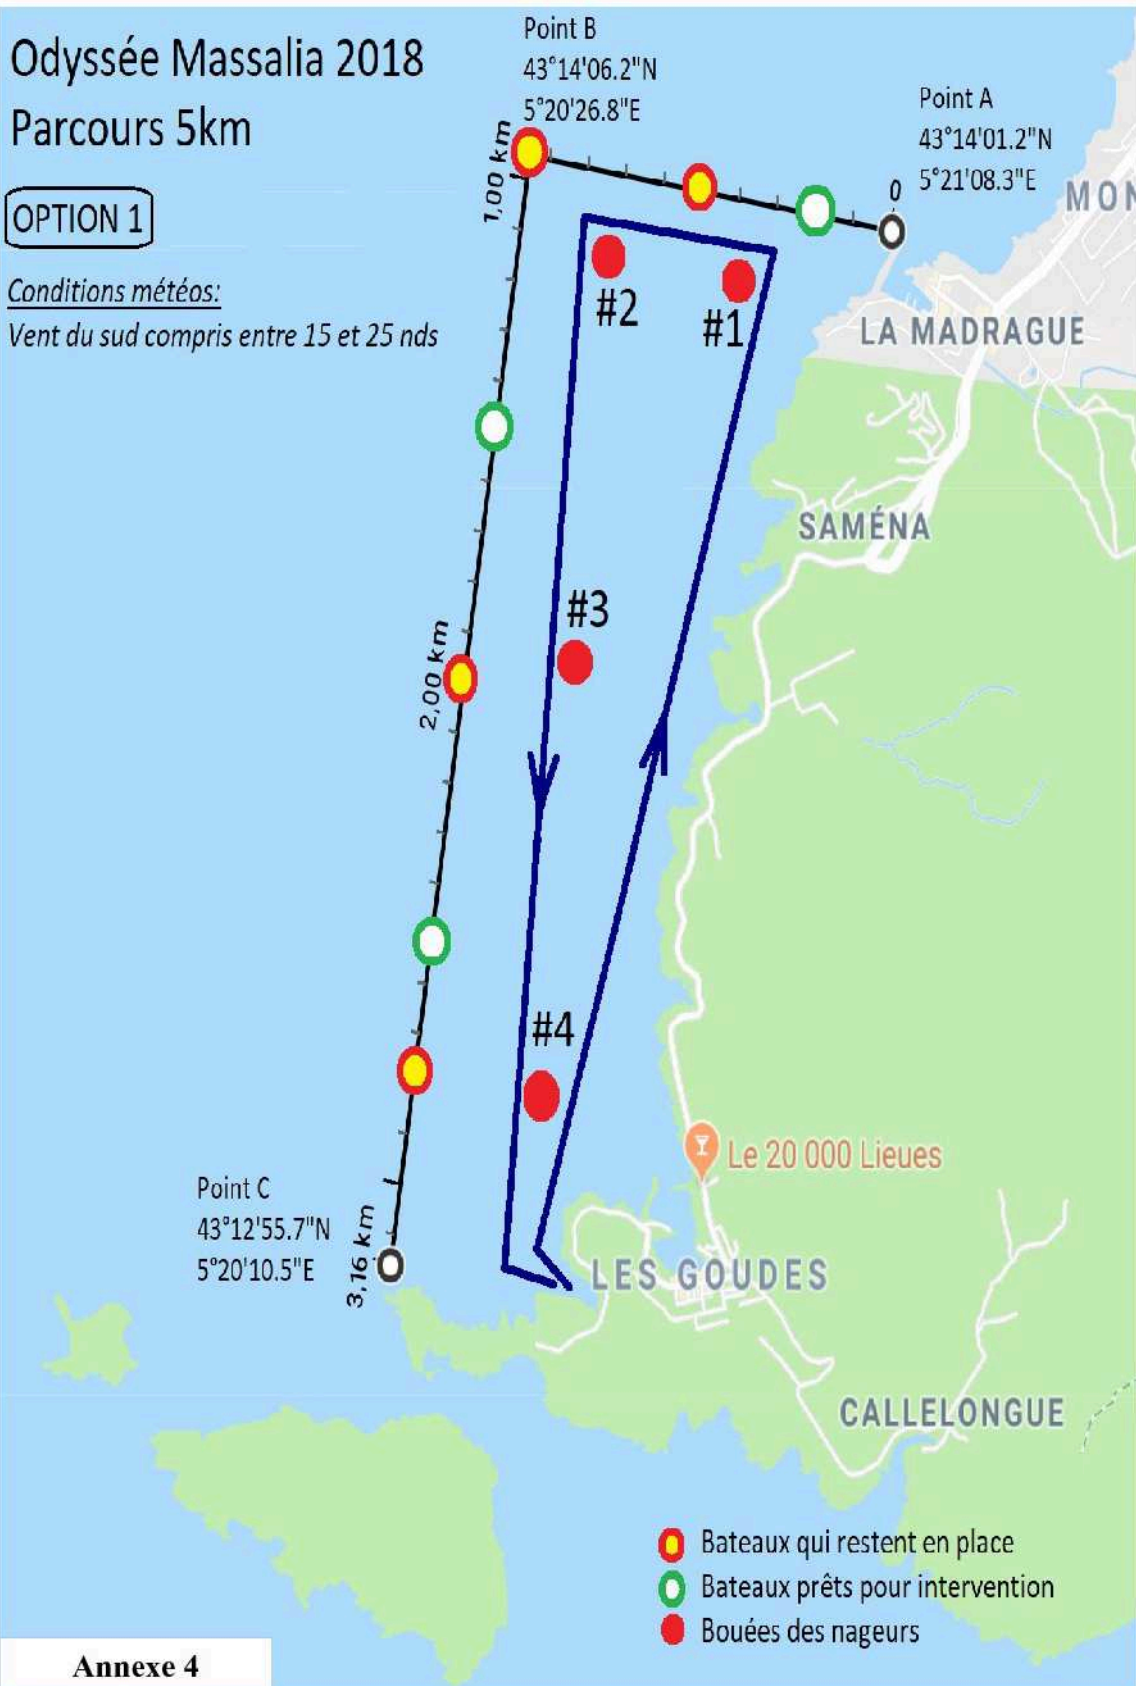 Odyssée Massalia 2018
Parcours 5km
OPTION 1
Conditions météos:
Vent du sud compris entre 15 et 25 nds
Point B
43°14'06.2"N
5°20'26.8"E
Point A
43°14'01.2"N
5°21'08.3"E
0
1,00 km
MON
LA MADRAGUE
#2
#1
SAMÉNA
#3
2,00 km
#4
Le 20 000 Lieues
Point C
43°12'55.7"N
5°20'10.5"E
3,16 km
LES GOUDES
CALLELONGUE
Bateaux qui restent en place
Bateaux prêts pour intervention
Bouées des nageurs
Annexe 4